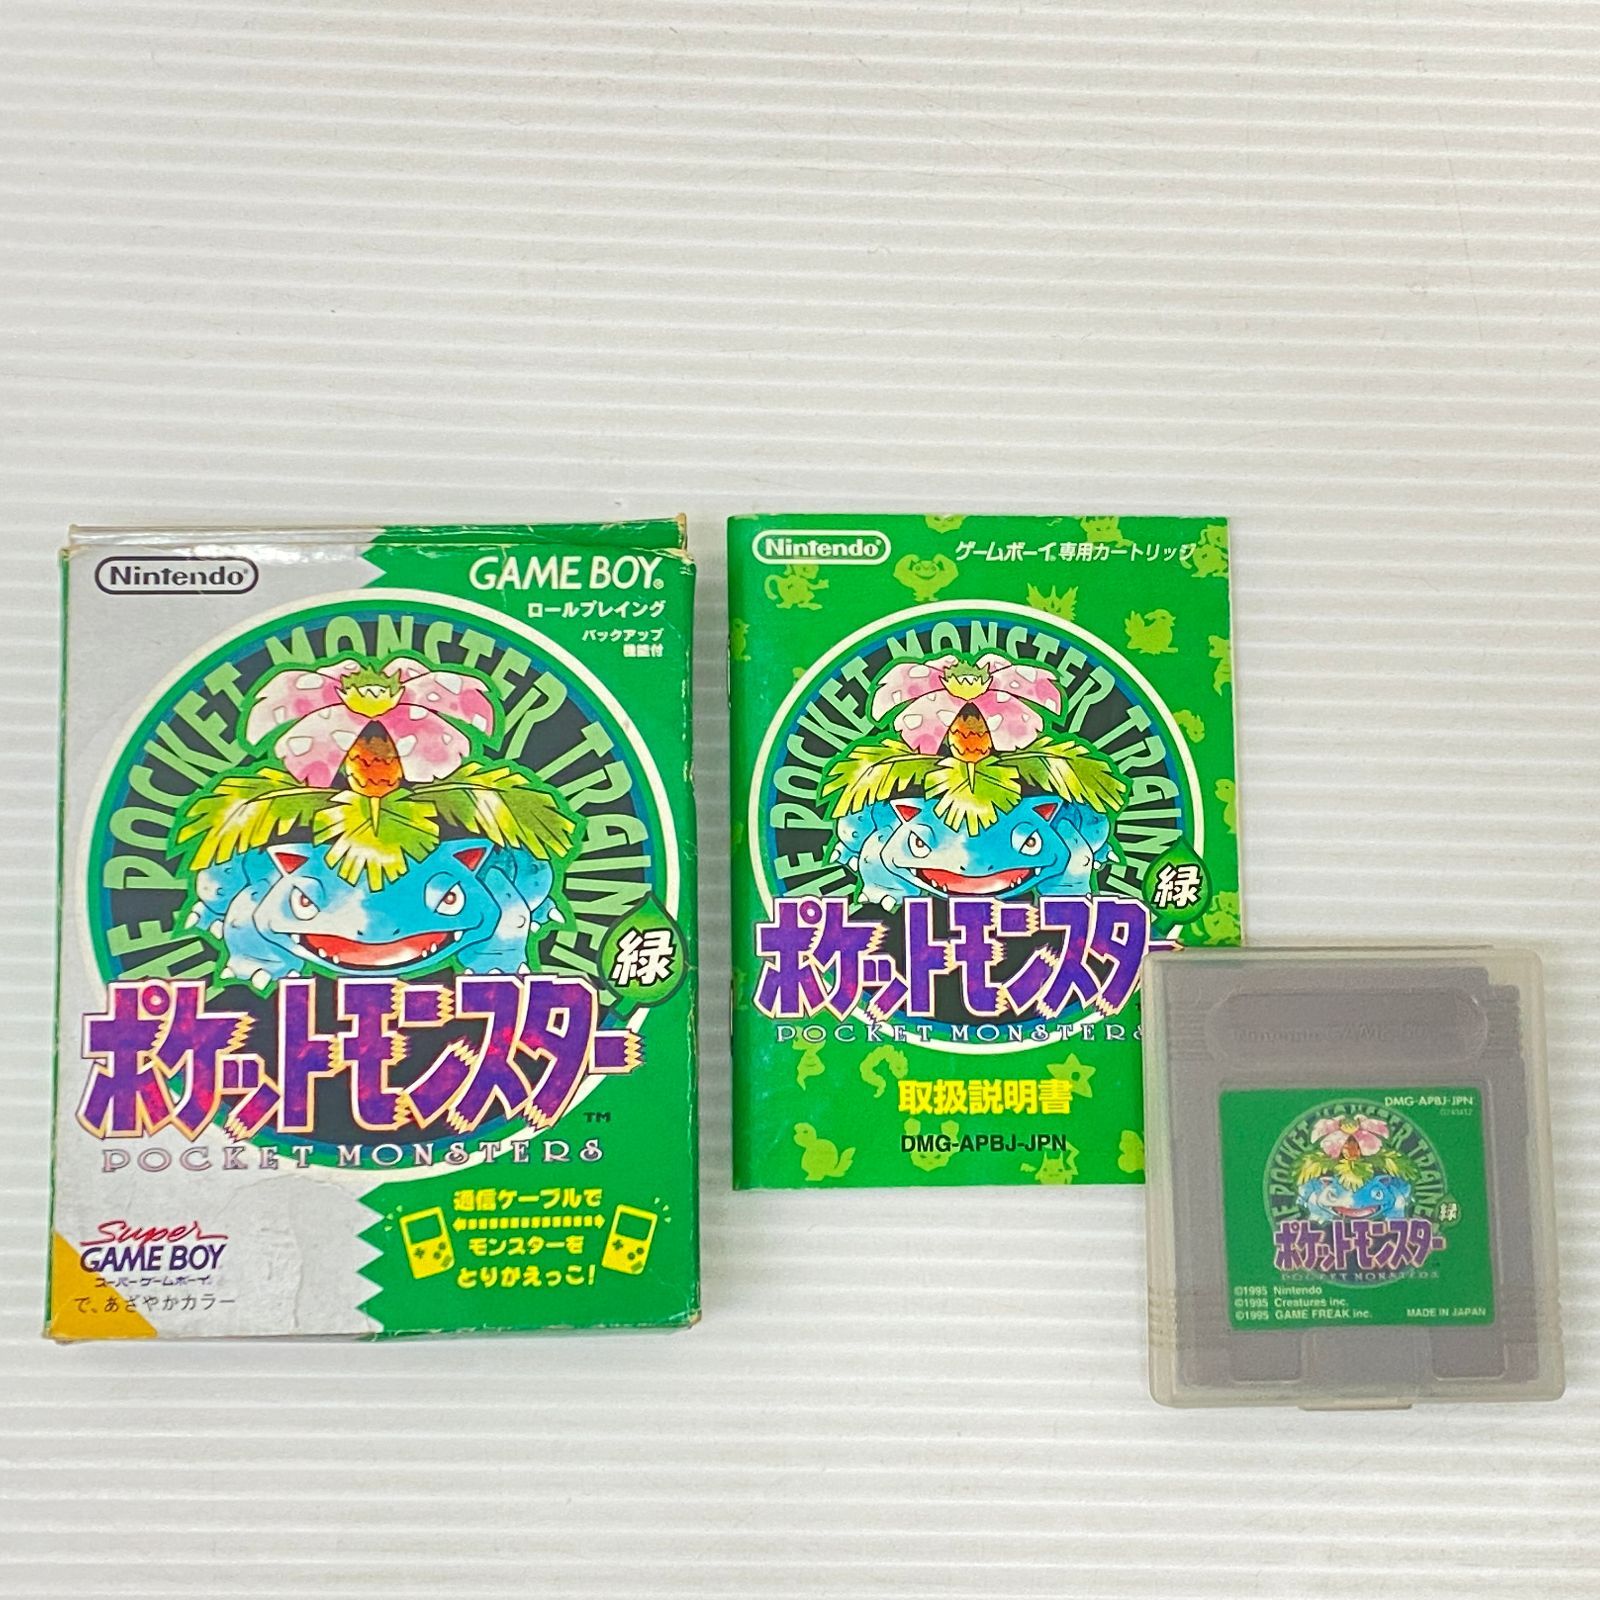 Nintendo
GAME BOY
ロールプレイング
バックアップ
機能付
THE POCKET MONSTER TRAINER
緑
ポケットモンスター
TM
POCKET MONSTERS
通信ケーブルで
モンスターを
とりかえっこ!
Super
GAME BOY
スーパーゲームボーイ
で、あざやかカラー
Nintendo
ゲームボーイ専用カートリッジ
THE POCKET MONSTER TRAINER
緑
ポケットモンスター
POCKET MONSTERS
取扱説明書
DMG-APBJ-JPN
DMG-APBJ-JPN
THE POCKET MONSTER TRAINER
緑
ポケットモンスター
POCKET MONSTERS
©1995 Nintendo
©1995 Creatures inc.
©1995 GAME FREAK inc.
MADE IN JAPAN